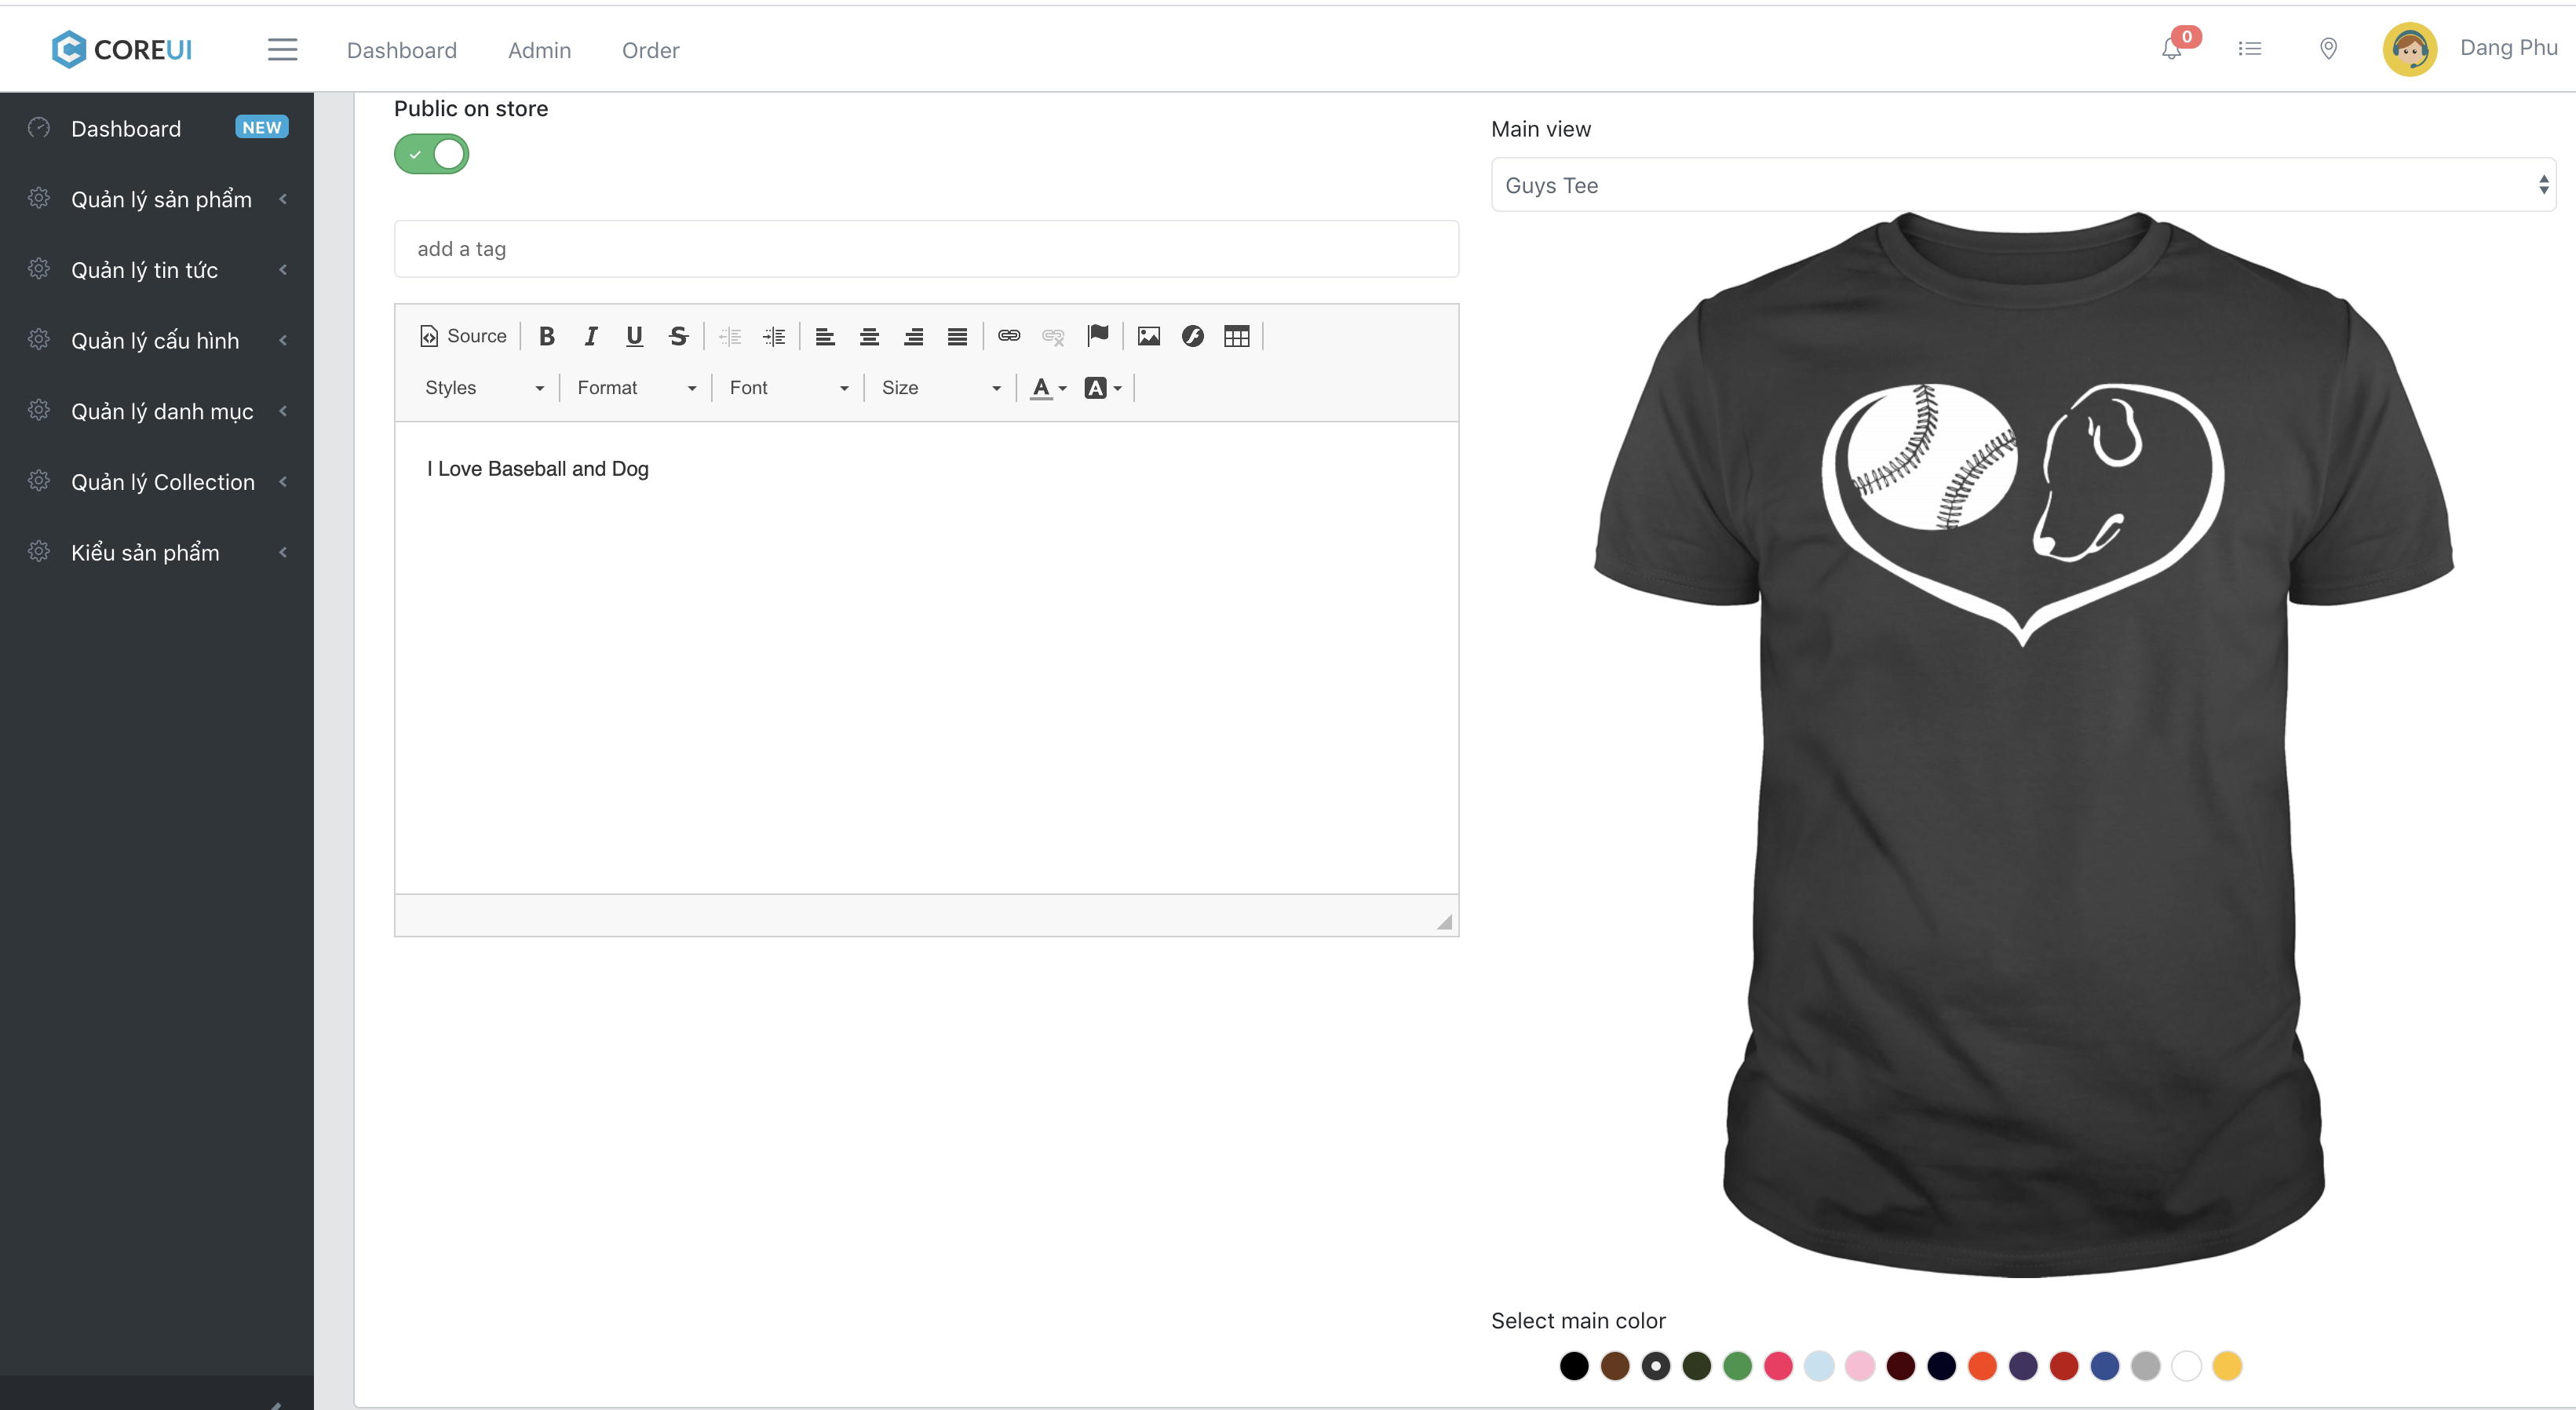 COREUI
Dashboard
Admin
Order
0
Dang Phu
Dashboard
NEW
Quản lý sản phẩm
Quản lý tin tức
Quản lý cấu hình
Quản lý danh mục
Quản lý Collection
Kiểu sản phẩm
Public on store
add a tag
Source
B I U S
Styles
Format
Font
Size
A
A
I Love Baseball and Dog
Main view
Guys Tee
Select main color